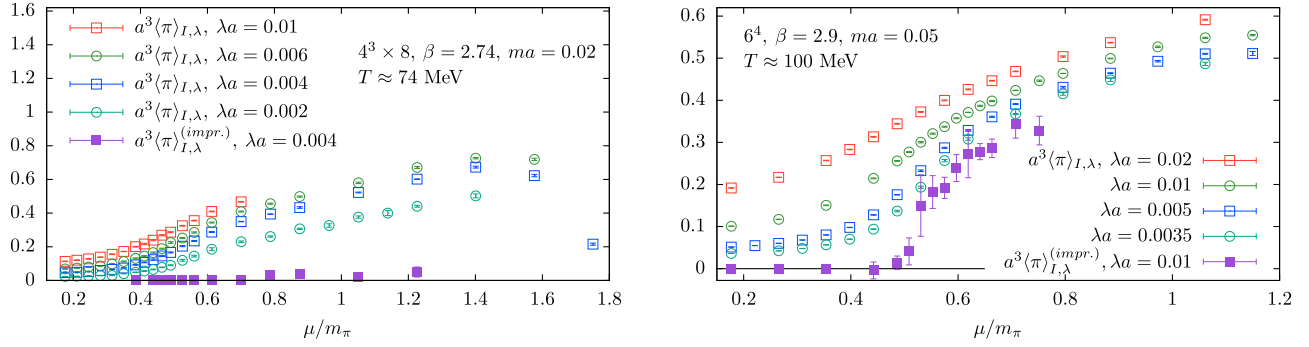 1.6
1.4
1.2
1
0.8
0.6
0.4
0.2
0
a³⟨π⟩_{I,λ}, λa = 0.01
a³⟨π⟩_{I,λ}, λa = 0.006
a³⟨π⟩_{I,λ}, λa = 0.004
a³⟨π⟩_{I,λ}, λa = 0.002
a³⟨π⟩_{I,λ}^{(impr.)}, λa = 0.004
4³ × 8, β = 2.74, ma = 0.02
T ≈ 74 MeV
0.2 0.4 0.6 0.8 1 1.2 1.4 1.6 1.8
μ/m_π
0.6
0.5
0.4
0.3
0.2
0.1
0
6⁴, β = 2.9, ma = 0.05
T ≈ 100 MeV
a³⟨π⟩_{I,λ}, λa = 0.02
λa = 0.01
λa = 0.005
λa = 0.0035
a³⟨π⟩_{I,λ}^{(impr.)}, λa = 0.01
0.2 0.4 0.6 0.8 1 1.2
μ/m_π